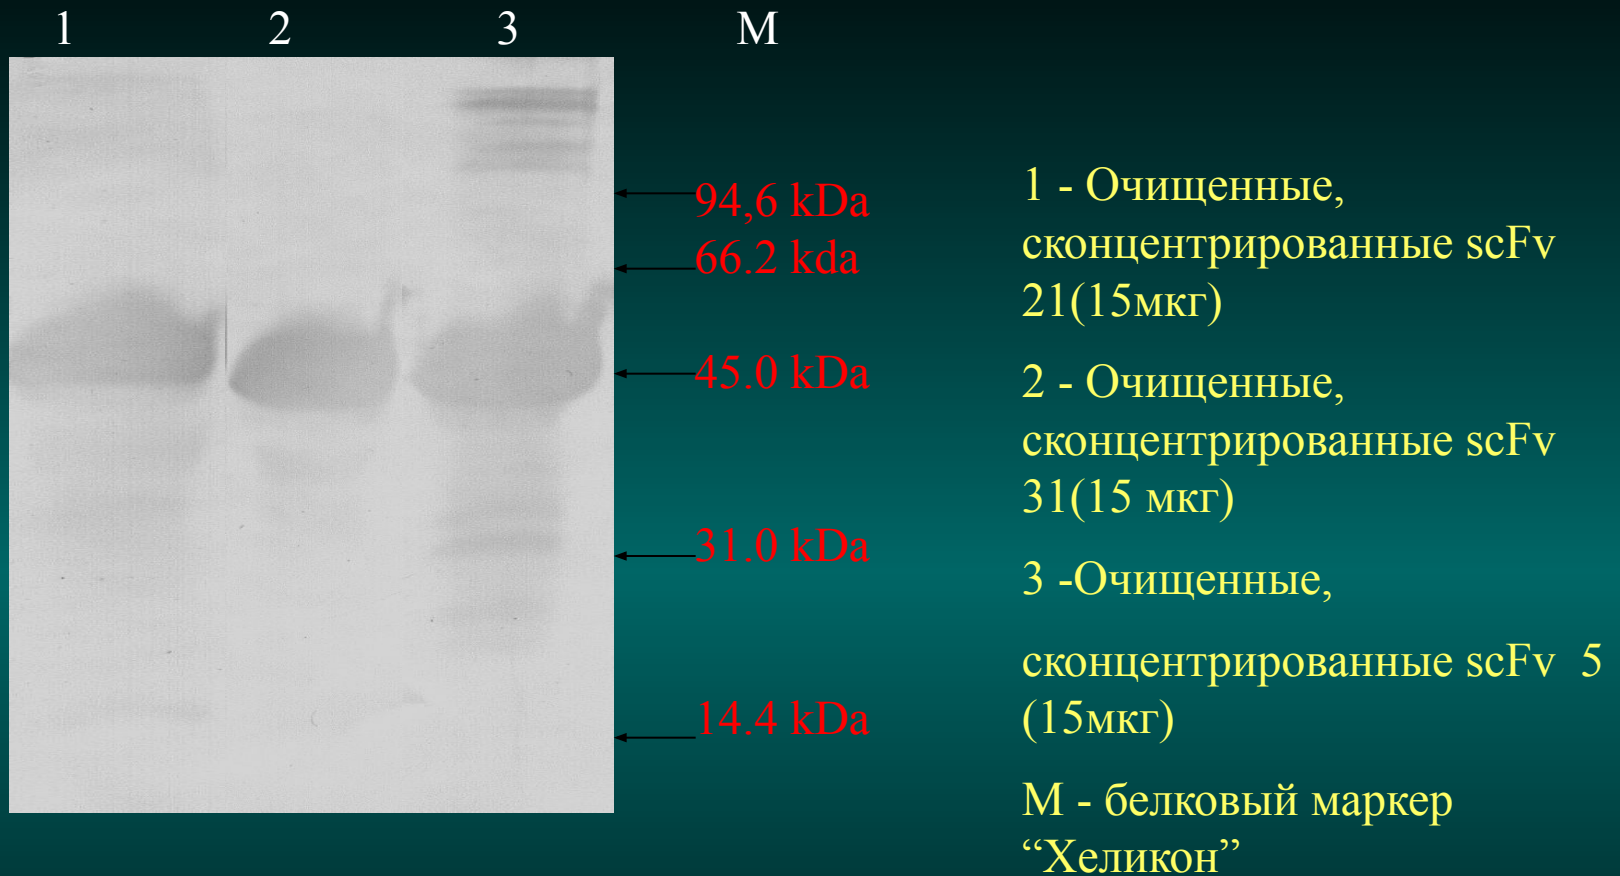 1 2 3 М
94,6 kDa
66.2 kda
45.0 kDa
31.0 kDa
14.4 kDa
1 - Очищенные,
сконцентрированные scFv
21(15мкг)
2 - Очищенные,
сконцентрированные scFv
31(15 мкг)
3 -Очищенные,
сконцентрированные scFv 5
(15мкг)
М - белковый маркер
“Хеликон”